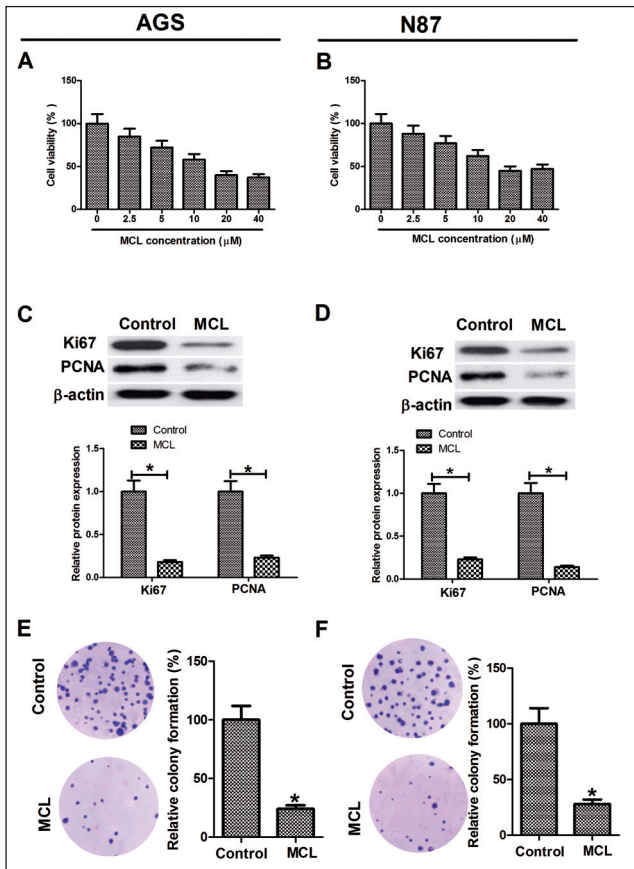 AGS
N87
A
150
100
50
0
Cell viability (% )
0 2.5 5 10 20 40
MCL concentration (μM)
B
150
100
50
0
Cell viability (% )
0 2.5 5 10 20 40
MCL concentration (μM)
C
Control MCL
Ki67
PCNA
β-actin
Control
MCL
1.5
1.0
0.5
0.0
Relative protein expression
* *
Ki67 PCNA
D
Control MCL
Ki67
PCNA
β-actin
Control
MCL
1.5
1.0
0.5
0.0
Relative protein expression
* *
Ki67 PCNA
E
Control
MCL
150
100
50
0
Relative colony formation (%)
*
Control MCL
F
Control
MCL
150
100
50
0
Relative colony formation (%)
*
Control MCL